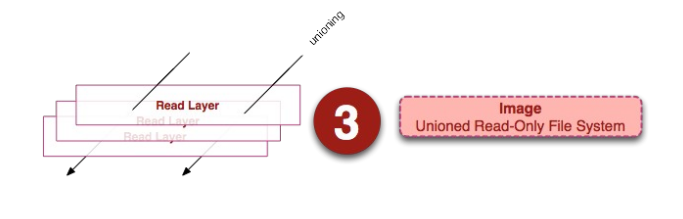 unioning
Read Layer
Read Layer
Read Layer
3
Image
Unioned Read-Only File System